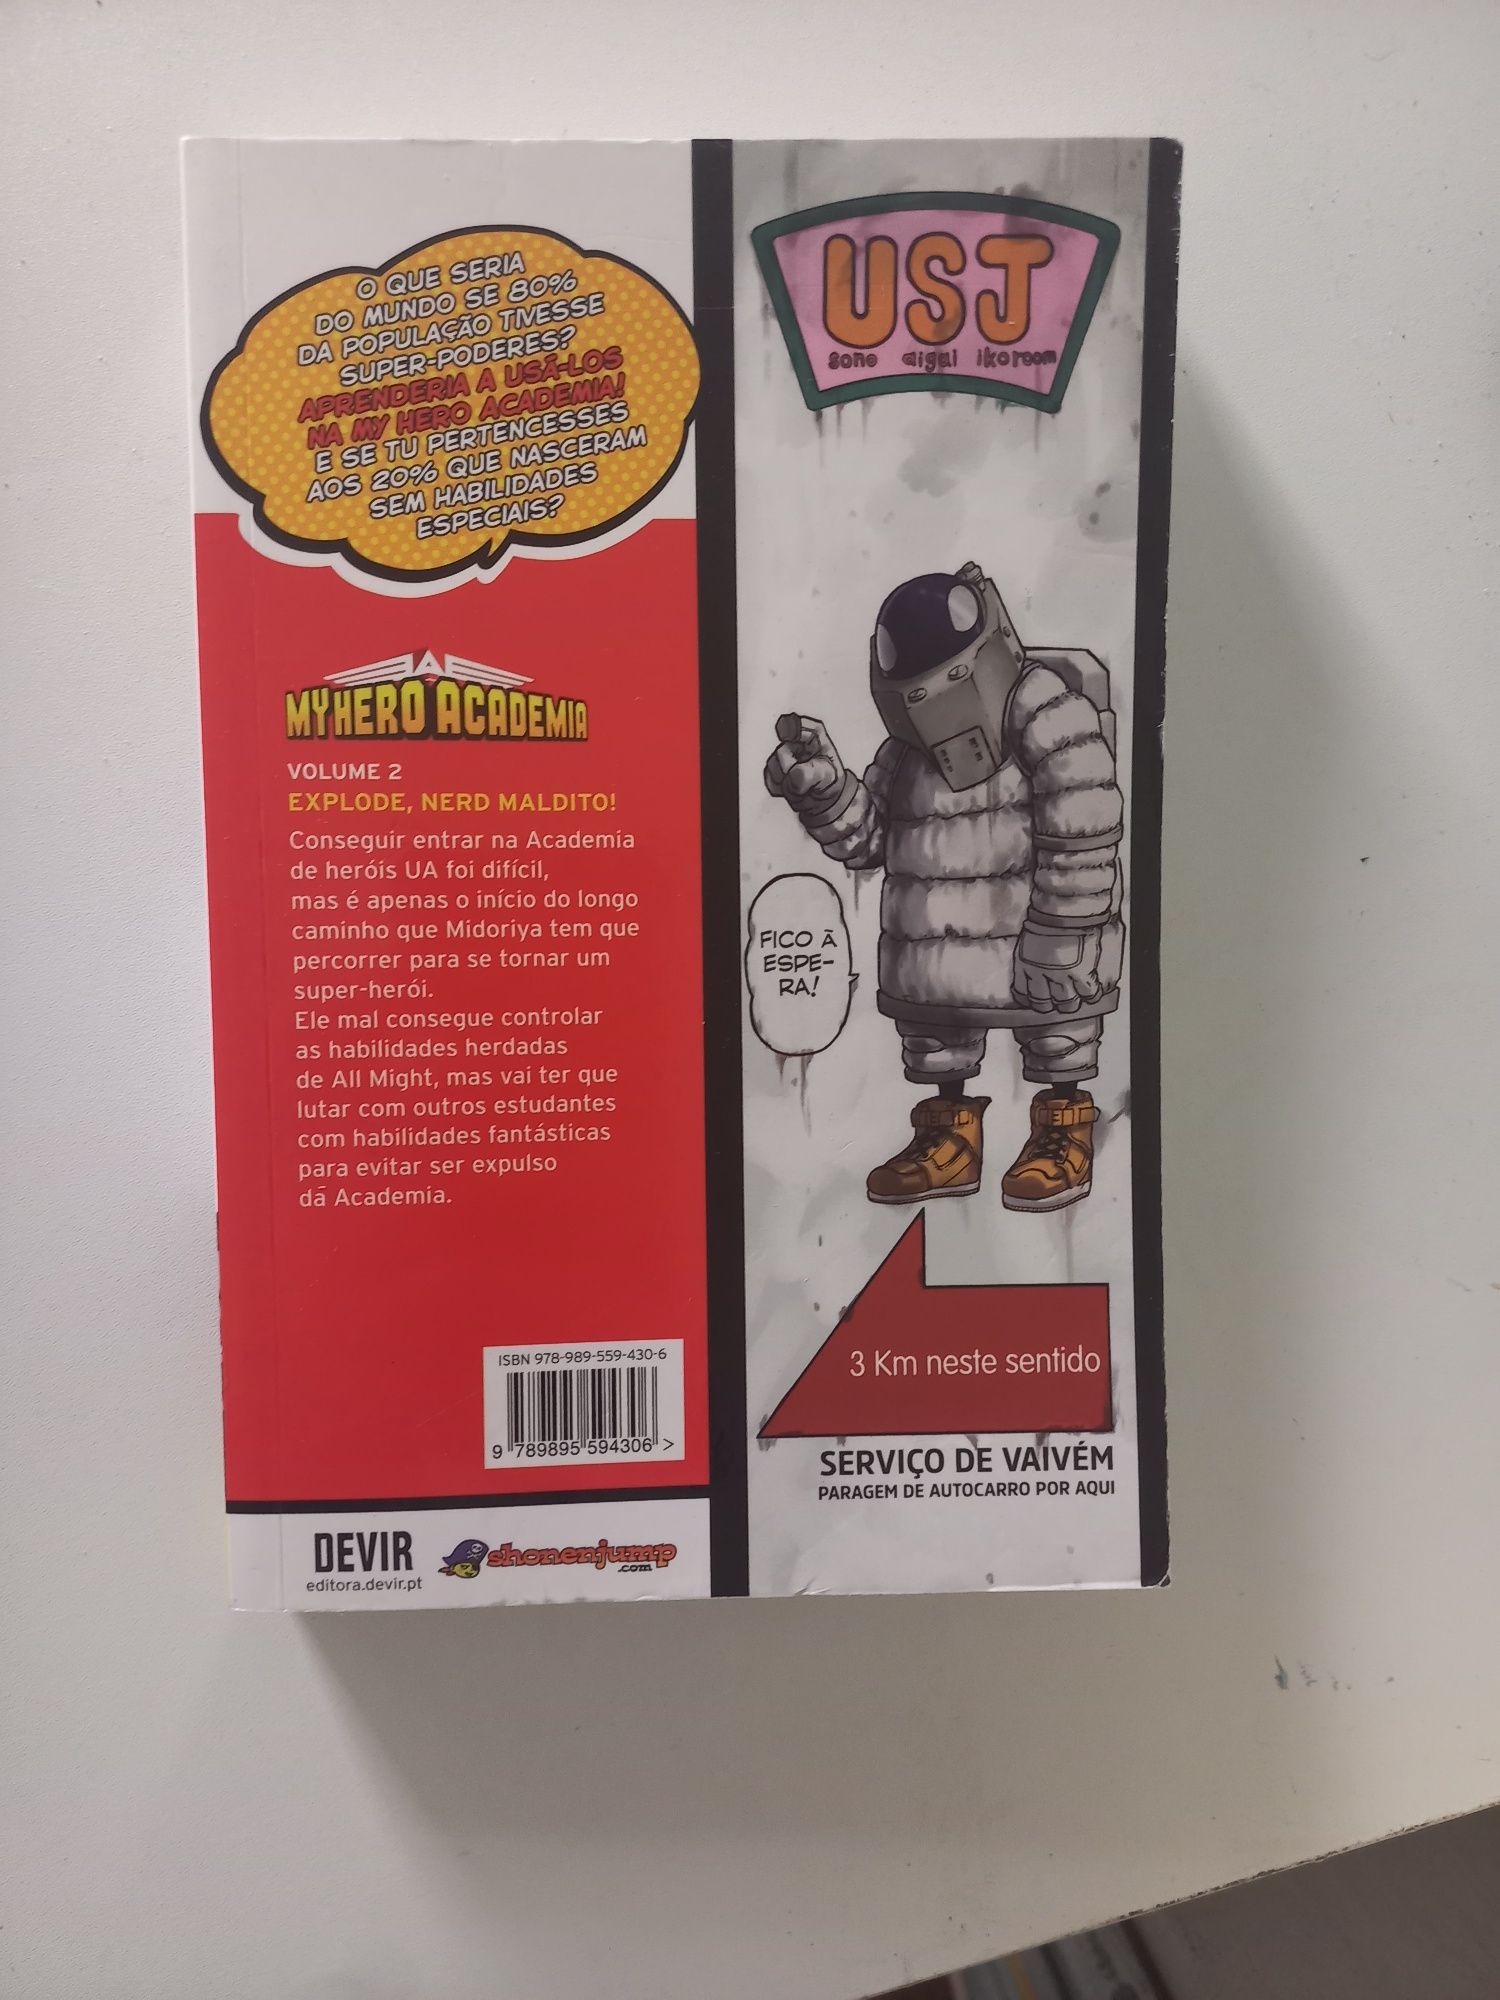 O QUE SERIA
DO MUNDO SE 80%
DA POPULAÇÃO TIVESSE
SUPER-PODERES?
APRENDERIA A USÁ-LOS
NA MY HERO ACADEMIA!
E SE TU PERTENCESSES
AOS 20% QUE NASCERAM
SEM HABILIDADES
ESPECIAIS?
MY HERO ACADEMIA
VOLUME 2
EXPLODE, NERD MALDITO!
Conseguir entrar na Academia
de heróis UA foi difícil,
mas é apenas o início do longo
caminho que Midoriya tem que
percorrer para se tornar um
super-herói.
Ele mal consegue controlar
as habilidades herdadas
de All Might, mas vai ter que
lutar com outros estudantes
com habilidades fantásticas
para evitar ser expulso
dã Academia.
ISBN 978-989-559-430-6
9 789895 594306 >
DEVIR
editora.devir.pt
shonenjump
.com
USJ
sono aigai ikoroom
FICO À
ESPE-
RA!
3 Km neste sentido
SERVIÇO DE VAIVÉM
PARAGEM DE AUTOCARRO POR AQUI